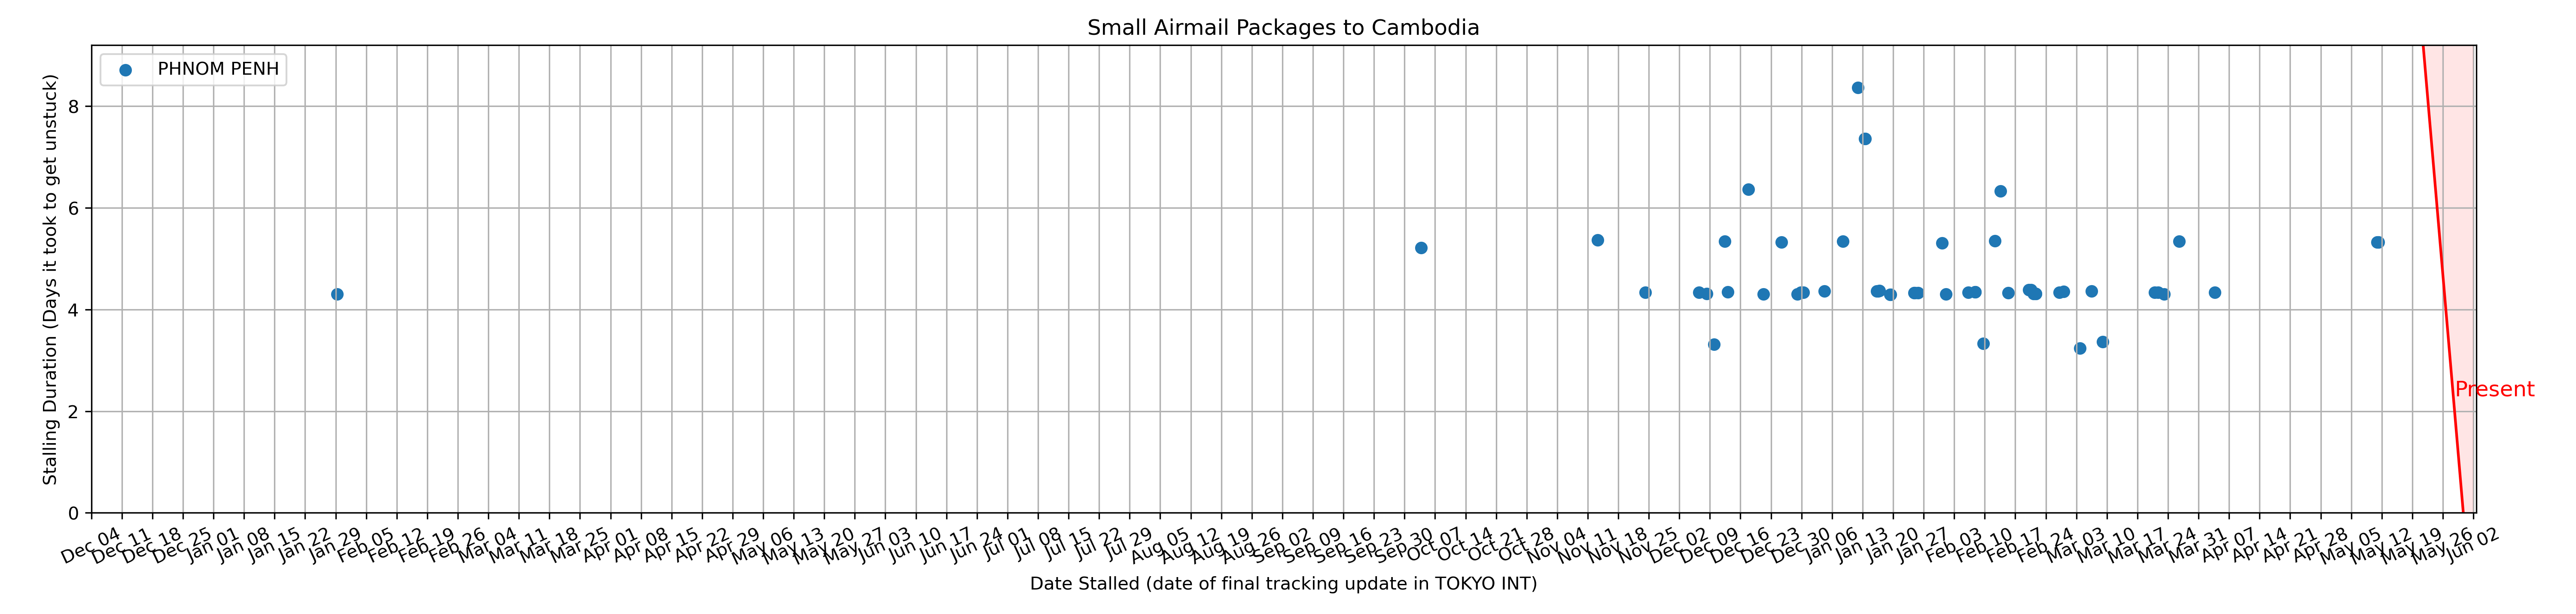 Small Airmail Packages to Cambodia
PHNOM PENH
Stalling Duration (Days it took to get unstuck)
8
6
4
2
0
Present
Dec 04 Dec 11 Dec 18 Dec 25 Jan 01 Jan 08 Jan 15 Jan 22 Jan 29 Feb 05 Feb 12 Feb 19 Feb 26 Mar 04 Mar 11 Mar 18 Mar 25 Apr 01 Apr 08 Apr 15 Apr 22 Apr 29 May 06 May 13 May 20 May 27 Jun 03 Jun 10 Jun 17 Jun 24 Jul 01 Jul 08 Jul 15 Jul 22 Jul 29 Aug 05 Aug 12 Aug 19 Aug 26 Sep 02 Sep 09 Sep 16 Sep 23 Sep 30 Oct 07 Oct 14 Oct 21 Oct 28 Nov 04 Nov 11 Nov 18 Nov 25 Dec 02 Dec 09 Dec 16 Dec 23 Dec 30 Jan 06 Jan 13 Jan 20 Jan 27 Feb 03 Feb 10 Feb 17 Feb 24 Mar 03 Mar 10 Mar 17 Mar 24 Mar 31 Apr 07 Apr 14 Apr 21 Apr 28 May 05 May 12 May 19 May 26 Jun 02
Date Stalled (date of final tracking update in TOKYO INT)